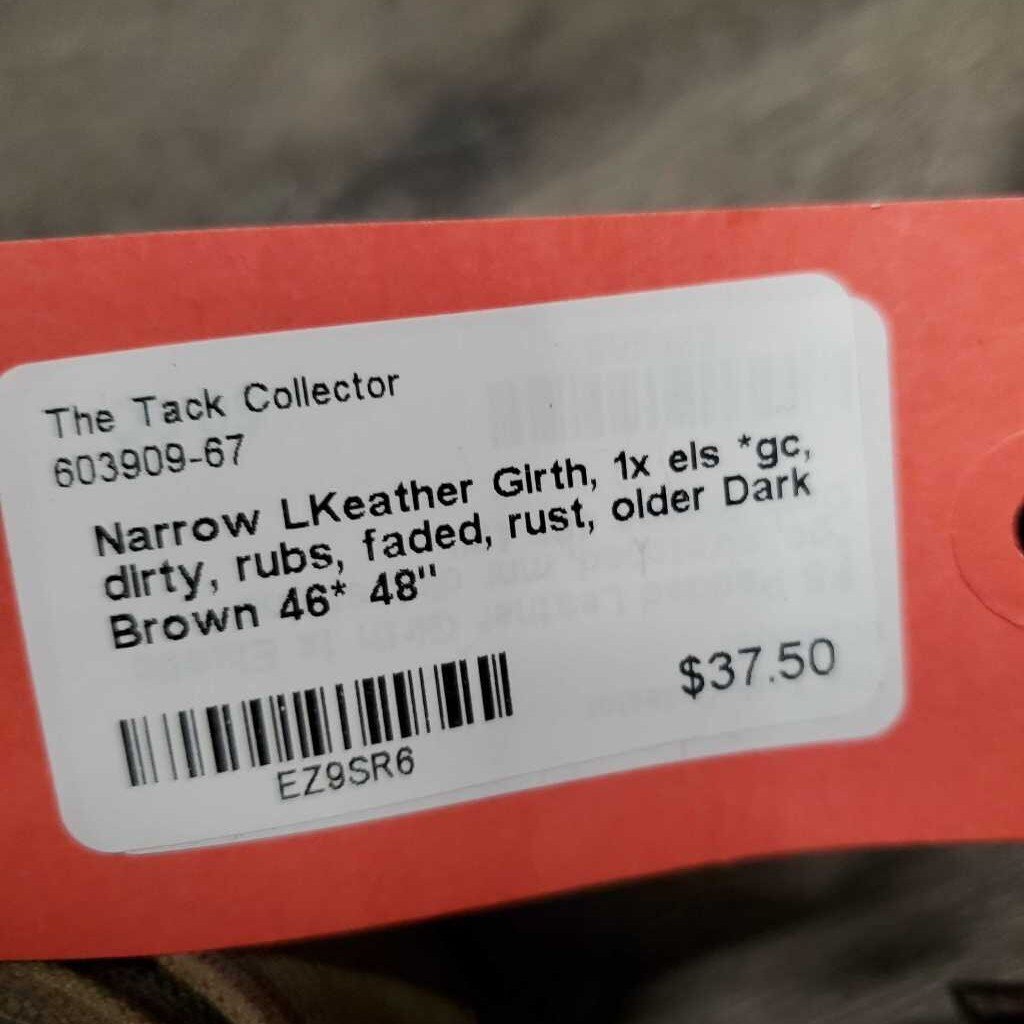 The Tack Collector
603909-67
Narrow LKeather Girth, 1x els *gc,
dirty, rubs, faded, rust, older Dark
Brown 46* 48"
$37.50
EZ9SR6